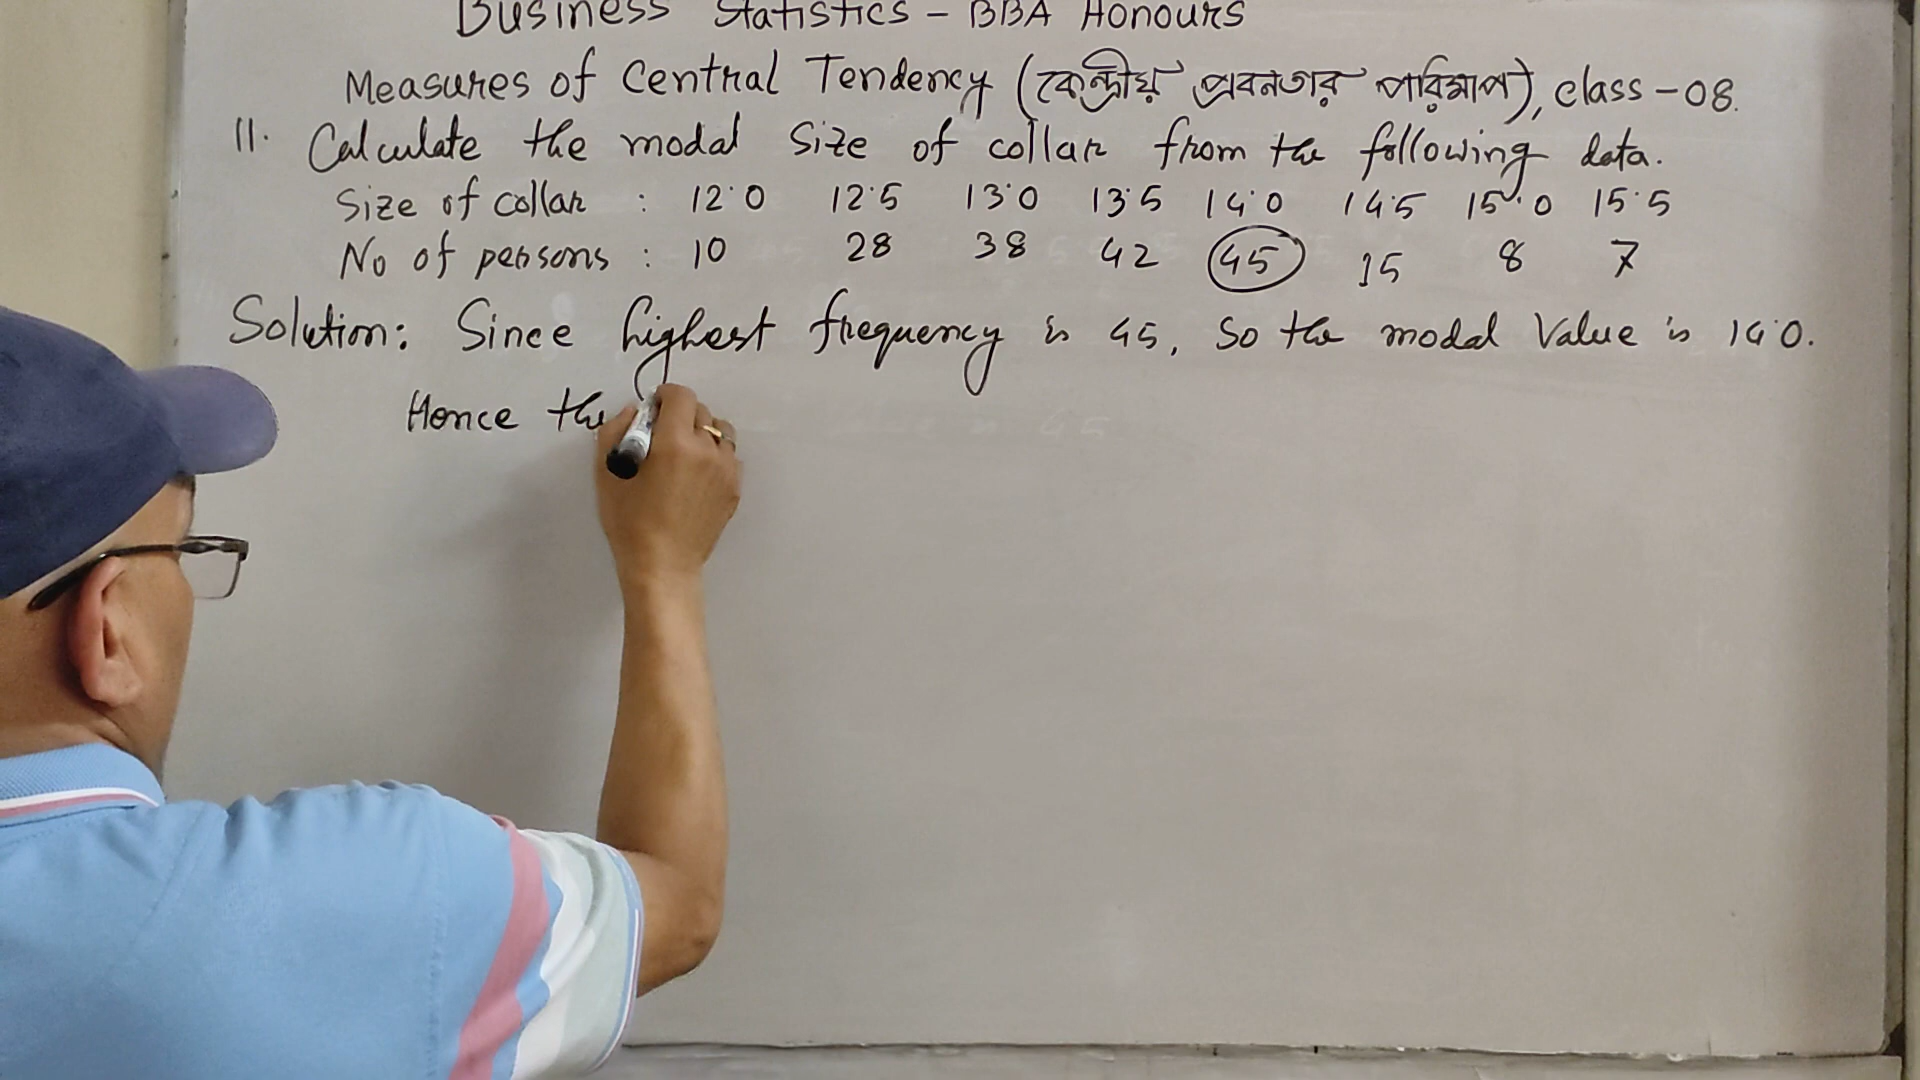 Business Statistics - BBA Honours
Measures of Central Tendency (কেন্দ্রীয় প্রবনতার পরিমাপ), class-08.
11. Calculate the modal size of collar from the following data.
Size of collar : 12.0 12.5 13.0 13.5 14.0 14.5 15.0 15.5
No of persons : 10 28 38 42 45 15 8 7
Solution: Since highest frequency is 45, So the modal Value is 14.0.
Hence the